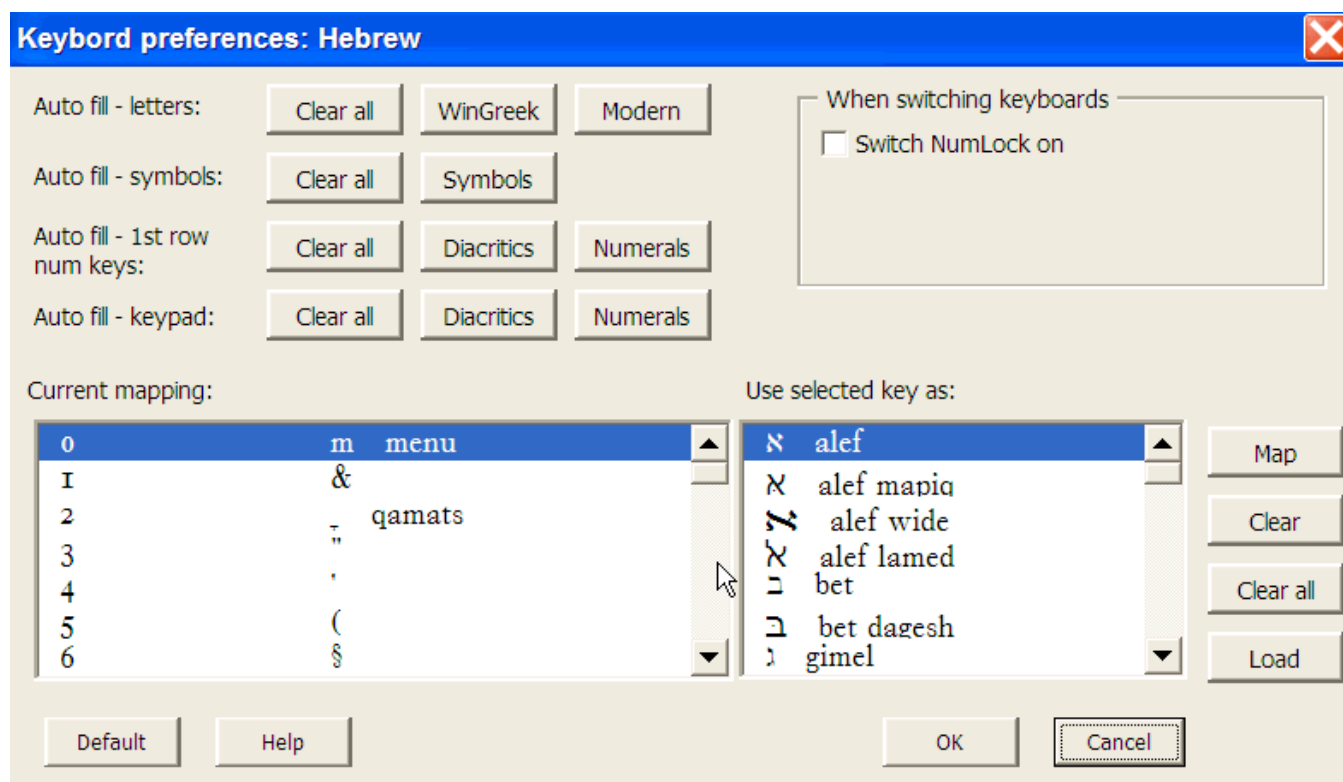 Keybord preferences: Hebrew
Auto fill - letters: Clear all WinGreek Modern
When switching keyboards
Switch NumLock on
Auto fill - symbols: Clear all Symbols
Auto fill - 1st row
num keys: Clear all Diacritics Numerals
Auto fill - keypad: Clear all Diacritics Numerals
Current mapping:
0 m menu
1 &
2 ָ qamats
3 "
4 '
5 (
6 §
Use selected key as:
א alef
אּ alef mapiq
ﬡ alef wide
ﭏ alef lamed
ב bet
בּ bet dagesh
ג gimel
Map
Clear
Clear all
Load
Default Help OK Cancel